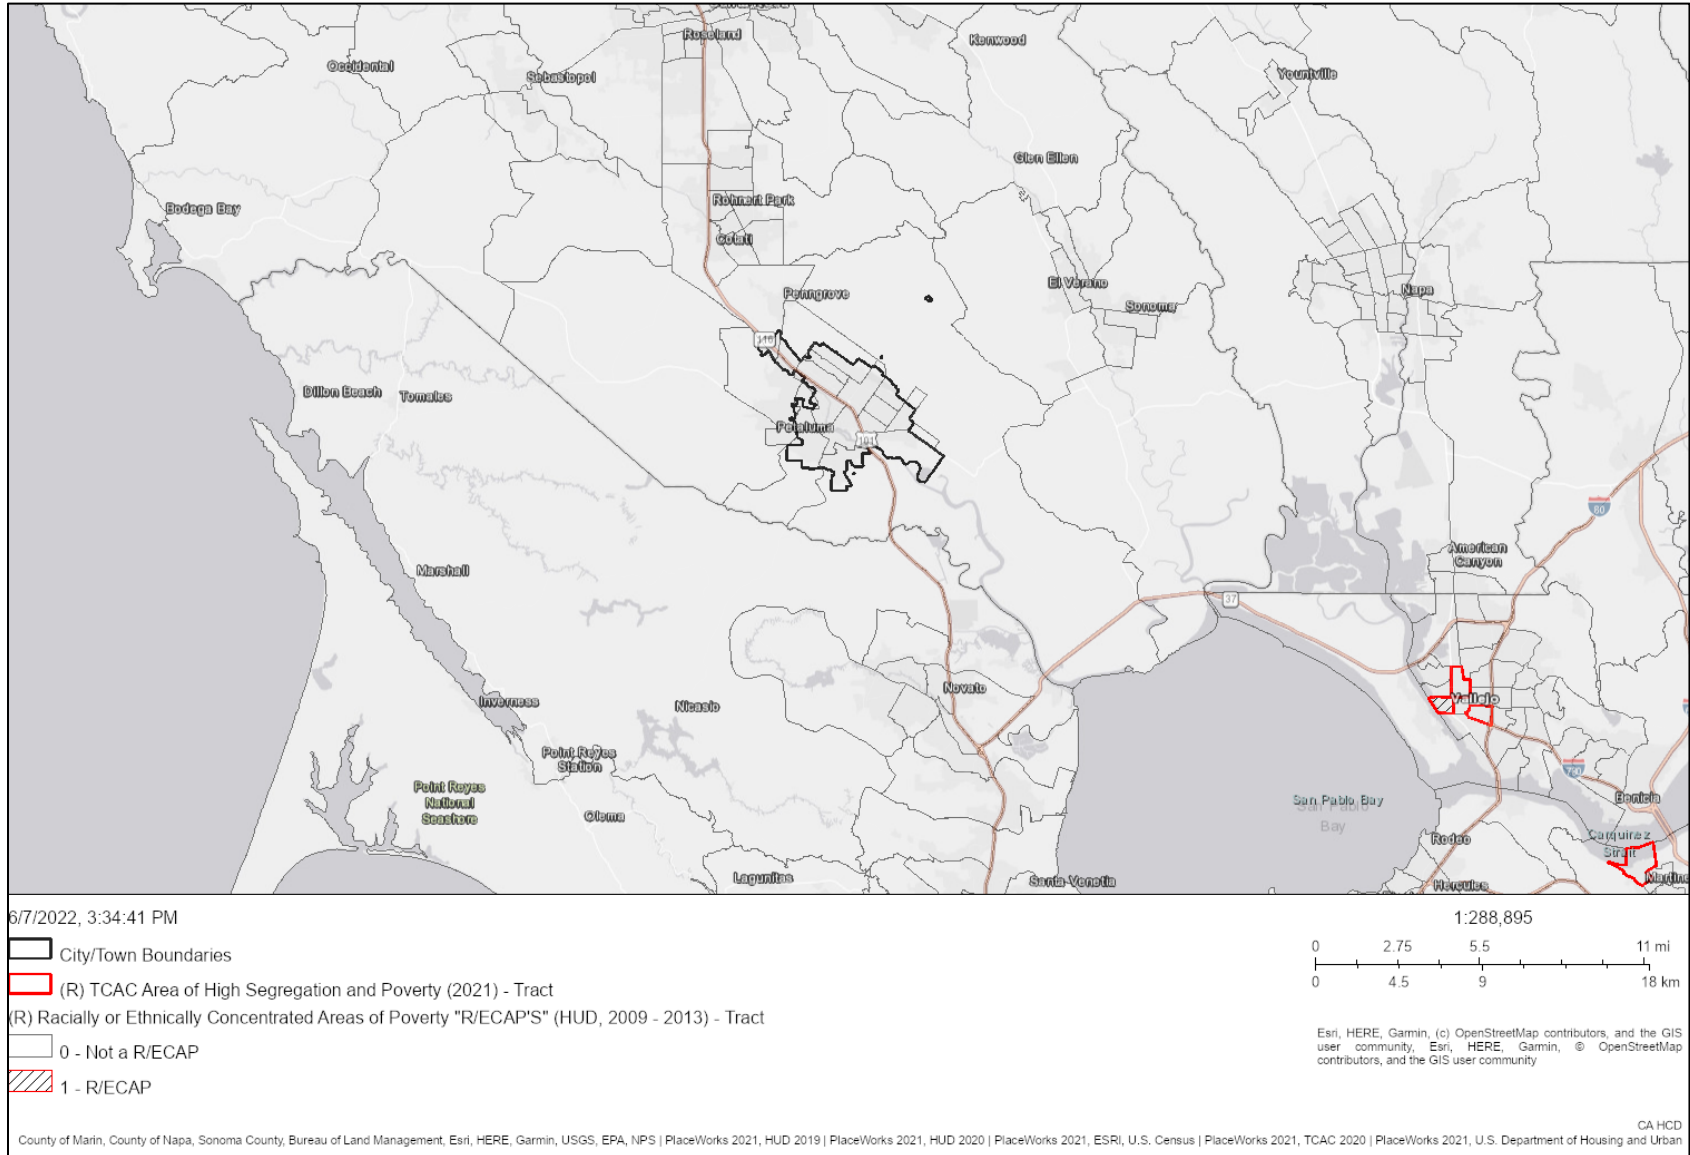 Roseland
Kenwood
Occidental
Sebastopol
Yountville
Glen Ellen
Bodega Bay
Rohnert Park
Cotati
El Verano
Napa
Penngrove
Sonoma
116
Dillon Beach
Tomales
Petaluma
101
80
American
Canyon
Marshall
37
Novato
Vallejo
Inverness
Nicasio
Point Reyes
Station
780
Point Reyes
National
Seashore
Olema
San Pablo Bay
San Pablo
Bay
Benicia
Rodeo
Carquinez
Strait
Lagunitas
Santa Venetia
Hercules
Martine
6/7/2022, 3:34:41 PM
City/Town Boundaries
(R) TCAC Area of High Segregation and Poverty (2021) - Tract
(R) Racially or Ethnically Concentrated Areas of Poverty "R/ECAP'S" (HUD, 2009 - 2013) - Tract
0 - Not a R/ECAP
1 - R/ECAP
1:288,895
0 2.75 5.5 11 mi
0 4.5 9 18 km
Esri, HERE, Garmin, (c) OpenStreetMap contributors, and the GIS
user community, Esri, HERE, Garmin, © OpenStreetMap
contributors, and the GIS user community
CA HCD
County of Marin, County of Napa, Sonoma County, Bureau of Land Management, Esri, HERE, Garmin, USGS, EPA, NPS | PlaceWorks 2021, HUD 2019 | PlaceWorks 2021, HUD 2020 | PlaceWorks 2021, ESRI, U.S. Census | PlaceWorks 2021, TCAC 2020 | PlaceWorks 2021, U.S. Department of Housing and Urban